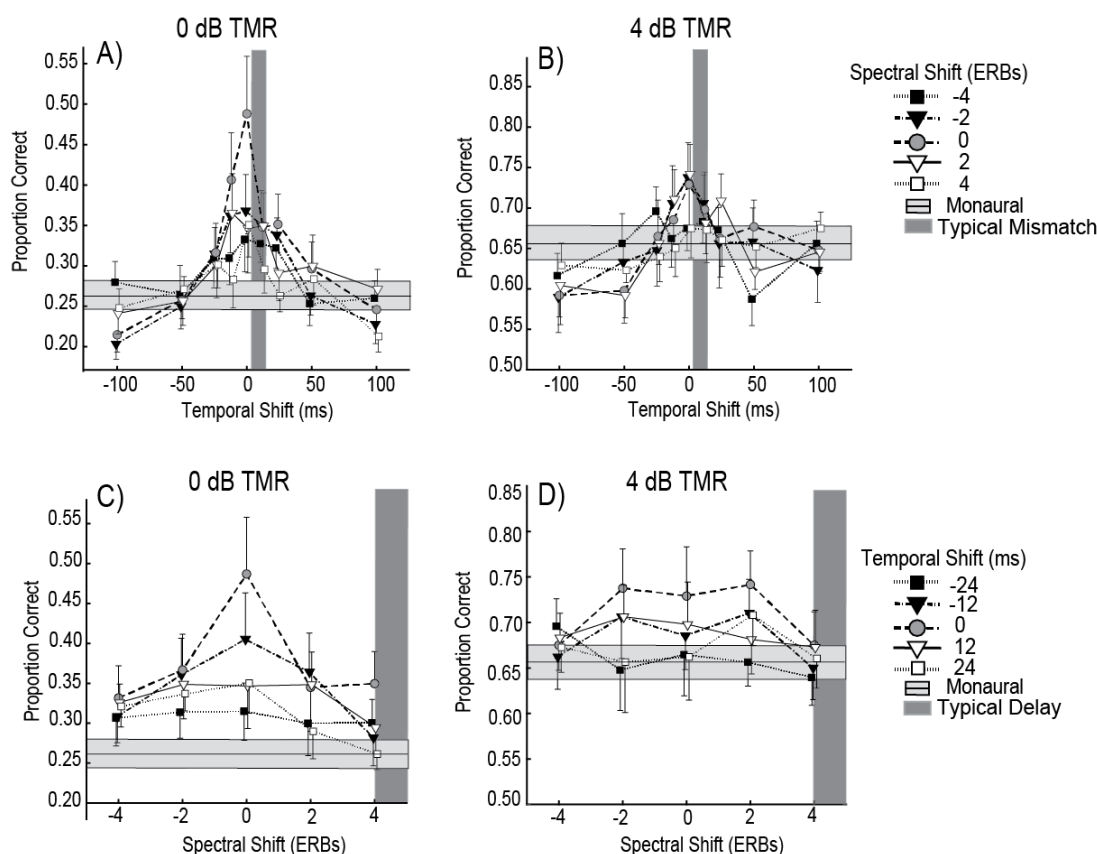 0 dB TMR
A)
0.55
0.50
0.45
0.40
0.35
0.30
0.25
0.20
Proportion Correct
-100 -50 0 50 100
Temporal Shift (ms)
4 dB TMR
B)
0.85
0.80
0.75
0.70
0.65
0.60
0.55
0.50
Proportion Correct
-100 -50 0 50 100
Temporal Shift (ms)
Spectral Shift (ERBs)
-4
-2
0
2
4
Monaural
Typical Mismatch
0 dB TMR
C)
0.55
0.50
0.45
0.40
0.35
0.30
0.25
0.20
Proportion Correct
-4 -2 0 2 4
Spectral Shift (ERBs)
4 dB TMR
D)
0.85
0.80
0.75
0.70
0.65
0.60
0.55
0.50
Proportion Correct
-4 -2 0 2 4
Spectral Shift (ERBs)
Temporal Shift (ms)
-24
-12
0
12
24
Monaural
Typical Delay